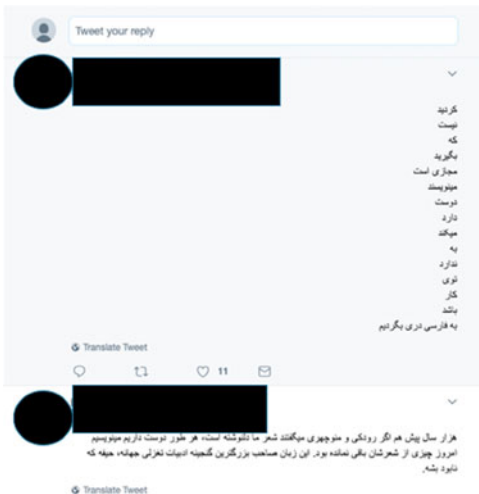 Tweet your reply
کردید
نیست
که
بگیرید
مجازی است
مینویسند
دوست
دارد
میکند
به
ندارد
توی
کار
باشد
به فارسی دری بگردیم
Translate Tweet
11
هزار سال پیش هم اگر رودکی و منوچهری میگفتند شعر ما دلنوشته است، هر طور دوست داریم مینویسیم
امروز چیزی از شعرشان باقی نمانده بود. این زبان صاحب بزرگترین گنجینه ادبیات تغزلی جهانه، حیفه که
نابود بشه.
Translate Tweet